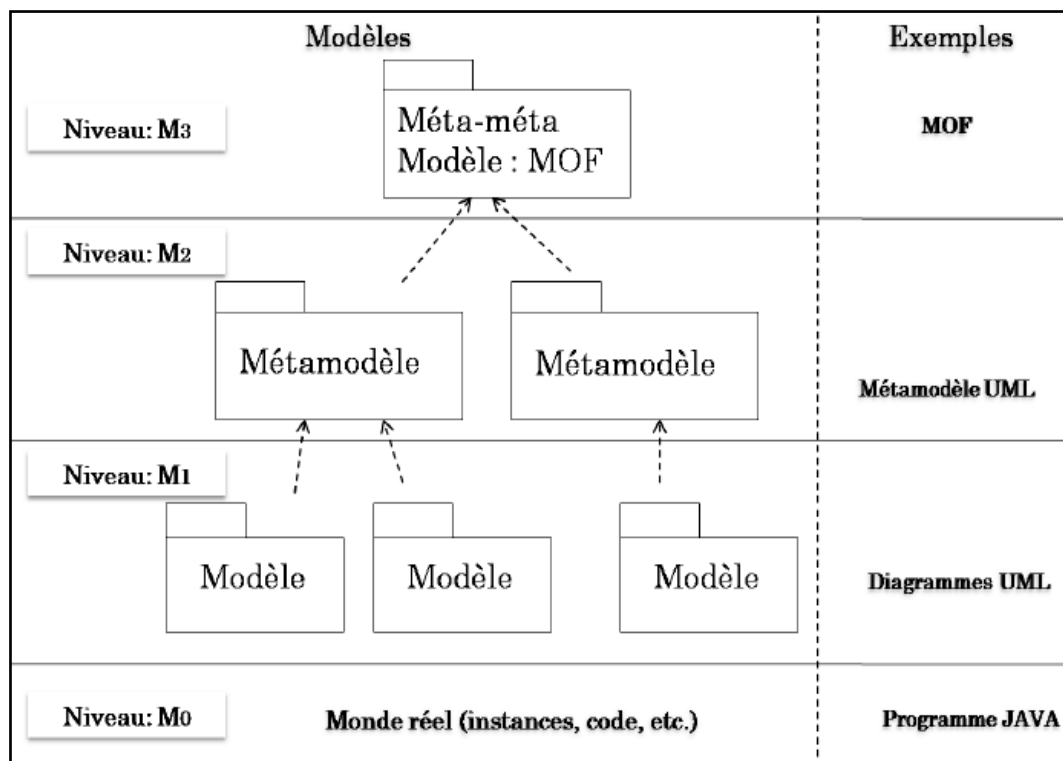 Modèles
Exemples
Niveau: M3
Méta-méta
Modèle : MOF
MOF
Niveau: M2
Métamodèle
Métamodèle
Métamodèle UML
Niveau: M1
Modèle
Modèle
Modèle
Diagrammes UML
Niveau: M0
Monde réel (instances, code, etc.)
Programme JAVA